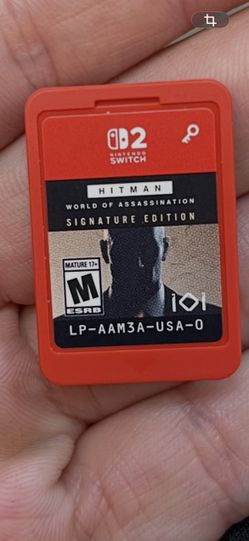 2
NINTENDO
SWITCH
HITMAN
WORLD OF ASSASSINATION
SIGNATURE EDITION
MATURE 17+
M
ESRB
IOI
LP-AAM3A-USA-0